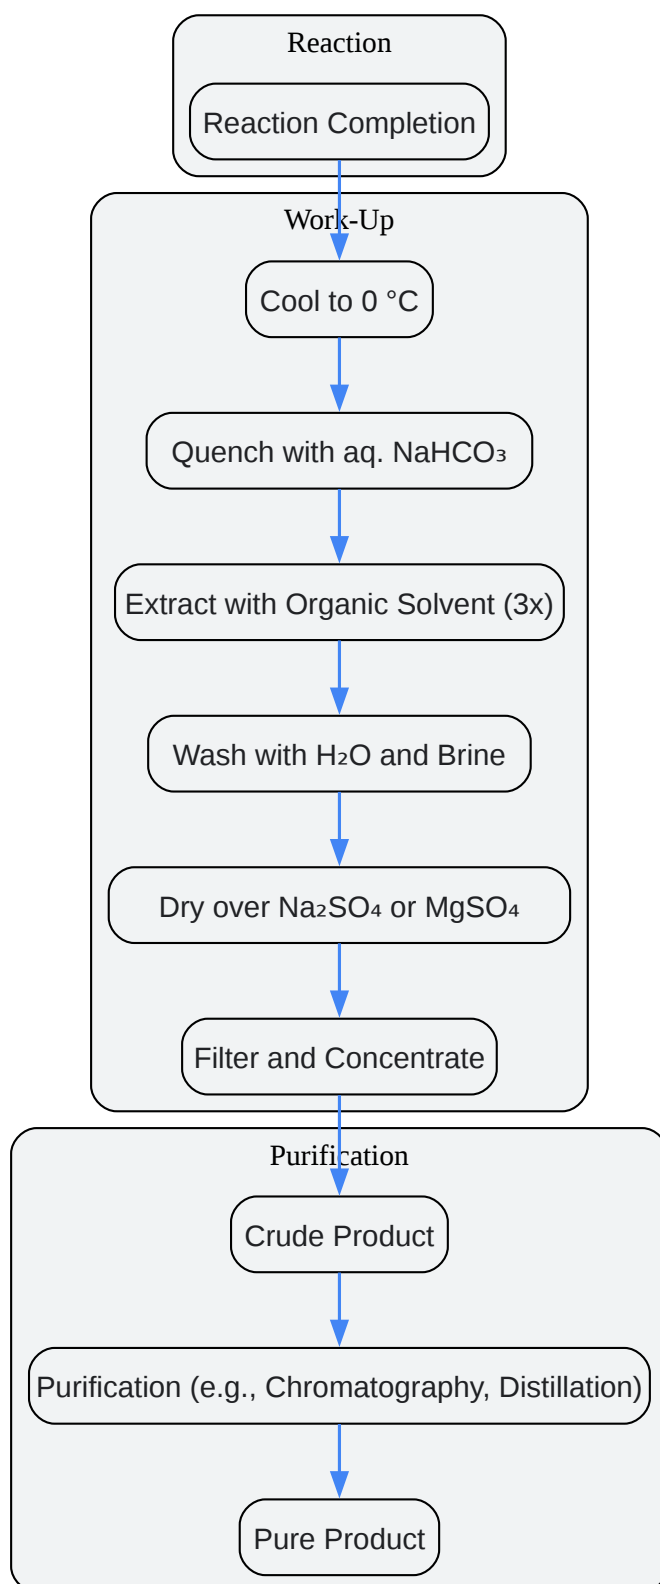 Reaction
Reaction Completion
Work-Up
Cool to 0 °C
Quench with aq. NaHCO₃
Extract with Organic Solvent (3x)
Wash with H₂O and Brine
Dry over Na₂SO₄ or MgSO₄
Filter and Concentrate
Purification
Crude Product
Purification (e.g., Chromatography, Distillation)
Pure Product